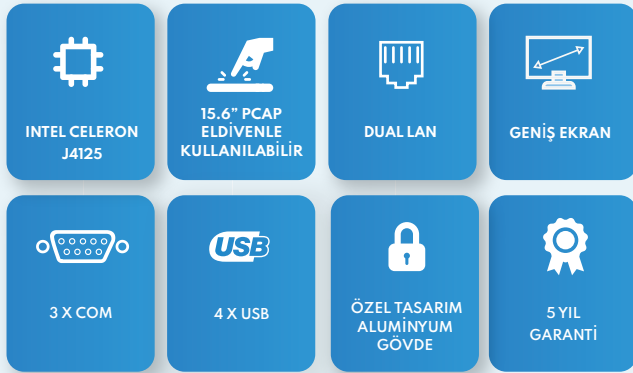 INTEL CELERON
J4125
15.6” PCAP
ELDİVENLE
KULLANILABİLİR
DUAL LAN
GENİŞ EKRAN
3 X COM
USB
4 X USB
ÖZEL TASARIM
ALUMİNYUM
GÖVDE
5 YIL
GARANTİ